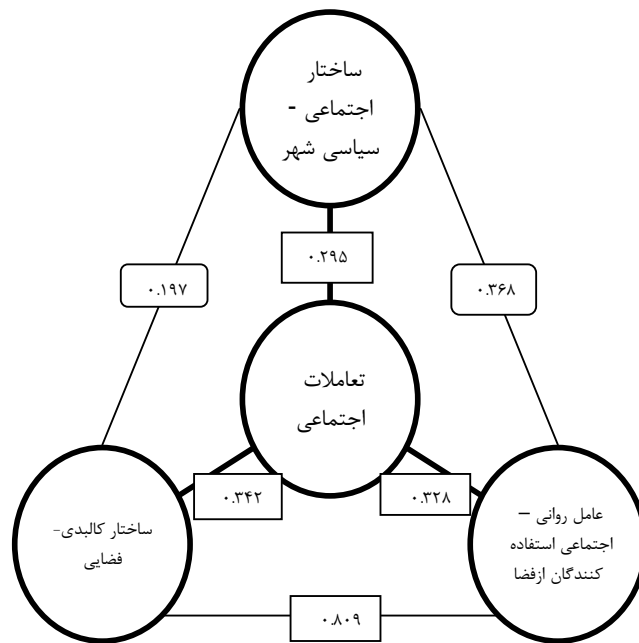 ساختار
اجتماعی -
سیاسی شهر
۰.۲۹۵
۰.۱۹۷
۰.۳۶۸
تعاملات
اجتماعی
۰.۳۴۲
۰.۳۲۸
ساختار کالبدی-
فضایی
عامل روانی –
اجتماعی استفاده
کنندگان ازفضا
۰.۸۰۹